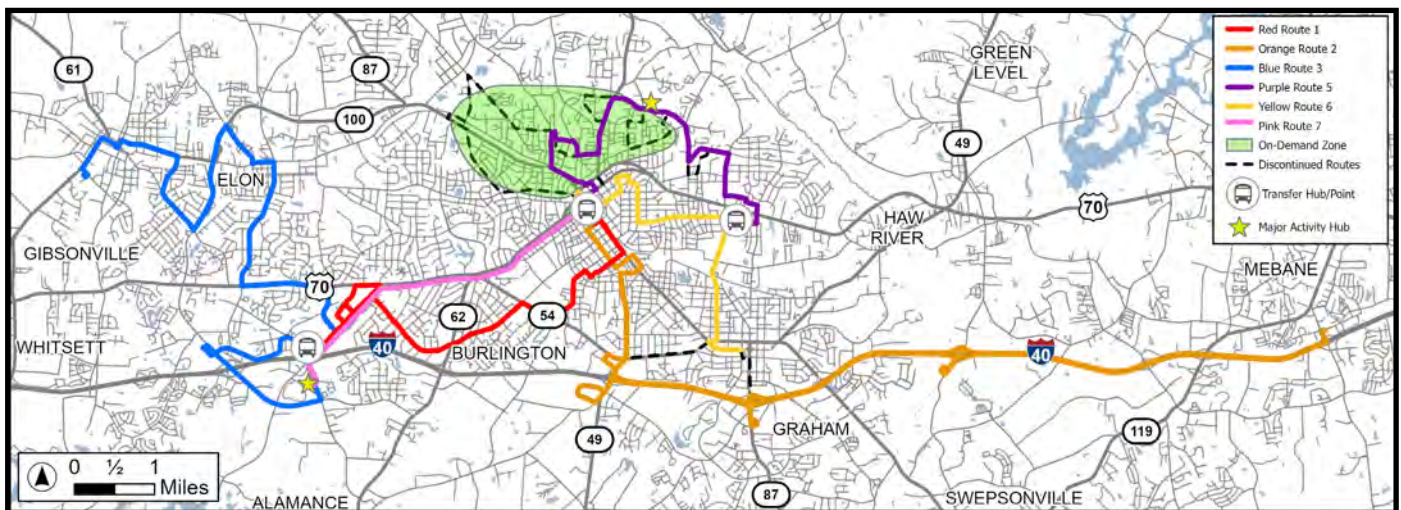 Red Route 1
Orange Route 2
Blue Route 3
Purple Route 5
Yellow Route 6
Pink Route 7
On-Demand Zone
Discontinued Routes
Transfer Hub/Point
Major Activity Hub
61
87
100
GREEN
LEVEL
49
ELON
70
HAW
RIVER
GIBSONVILLE
MEBANE
70
62
54
WHITSETT
40
BURLINGTON
40
GRAHAM
49
119
0 ½ 1
Miles
ALAMANCE
87
SWEPSONVILLE